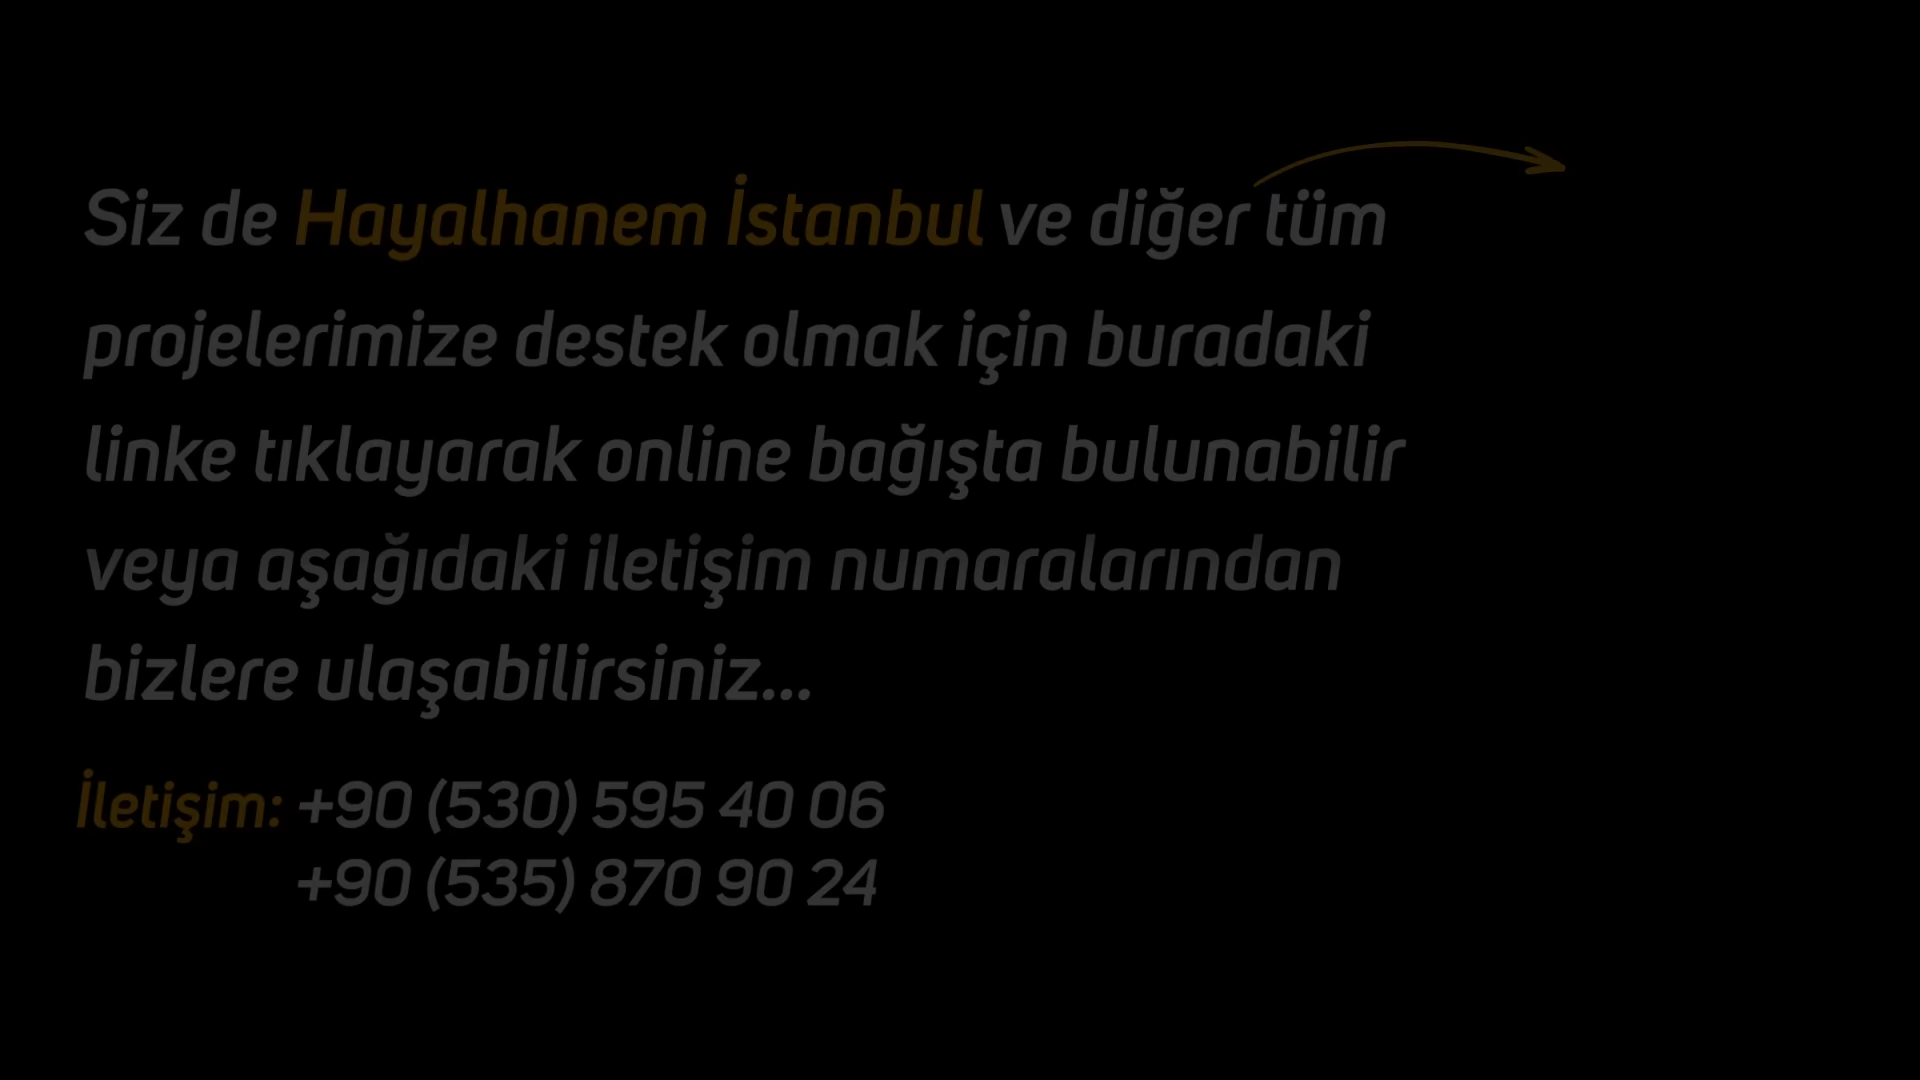 Siz de Hayalhanem İstanbul ve diğer tüm
projelerimize destek olmak için buradaki
linke tıklayarak online bağışta bulunabilir
veya aşağıdaki iletişim numaralarından
bizlere ulaşabilirsiniz...
İletişim: +90 (530) 595 40 06
+90 (535) 870 90 24